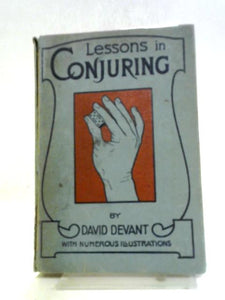 Lessons in
CONJURING
BY
DAVID DEVANT
WITH NUMEROUS ILLUSTRATIONS